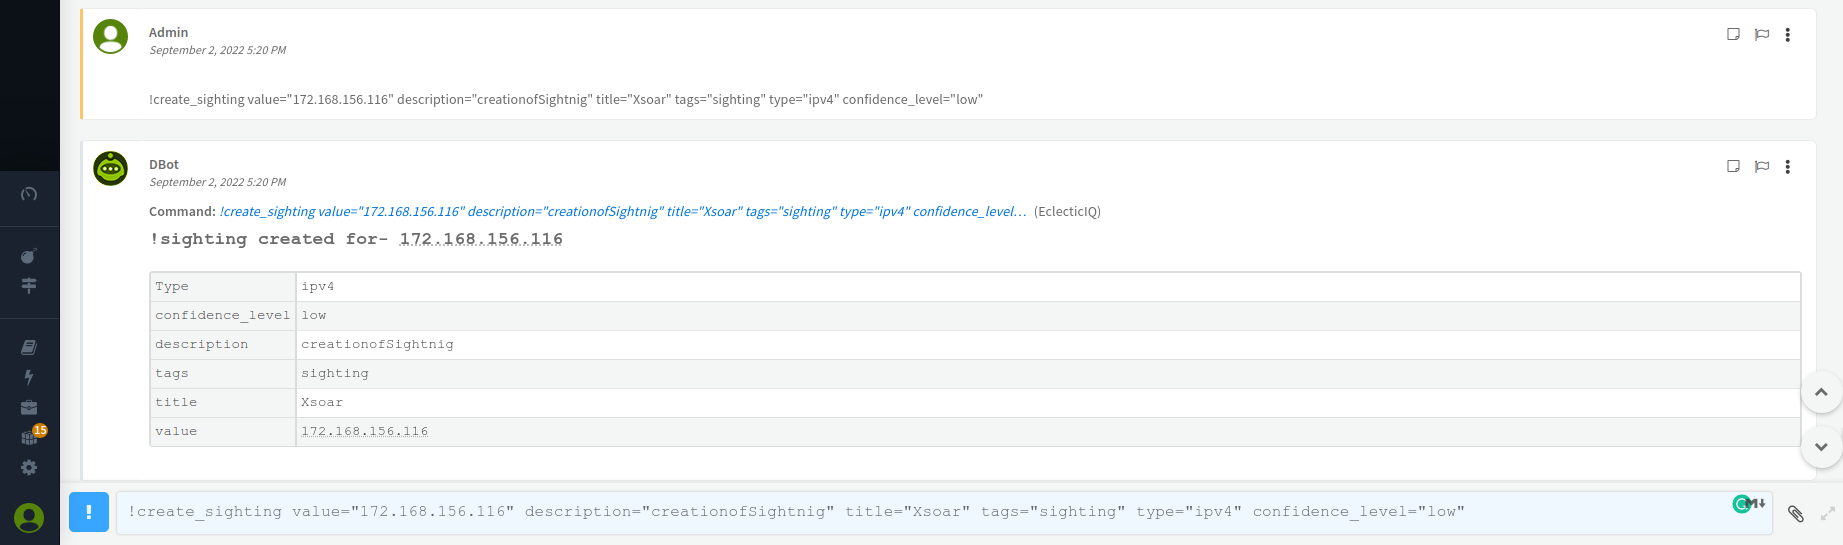 Admin
September 2, 2022 5:20 PM
!create_sighting value="172.168.156.116" description="creationofSightnig" title="Xsoar" tags="sighting" type="ipv4" confidence_level="low"
DBot
September 2, 2022 5:20 PM
Command: !create_sighting value="172.168.156.116" description="creationofSightnig" title="Xsoar" tags="sighting" type="ipv4" confidence_level... (EclecticIQ)
!sighting created for- 172.168.156.116
Type ipv4
confidence_level low
description creationofSightnig
tags sighting
title Xsoar
value 172.168.156.116
15
!
!create_sighting value="172.168.156.116" description="creationofSightnig" title="Xsoar" tags="sighting" type="ipv4" confidence_level="low"
M↓